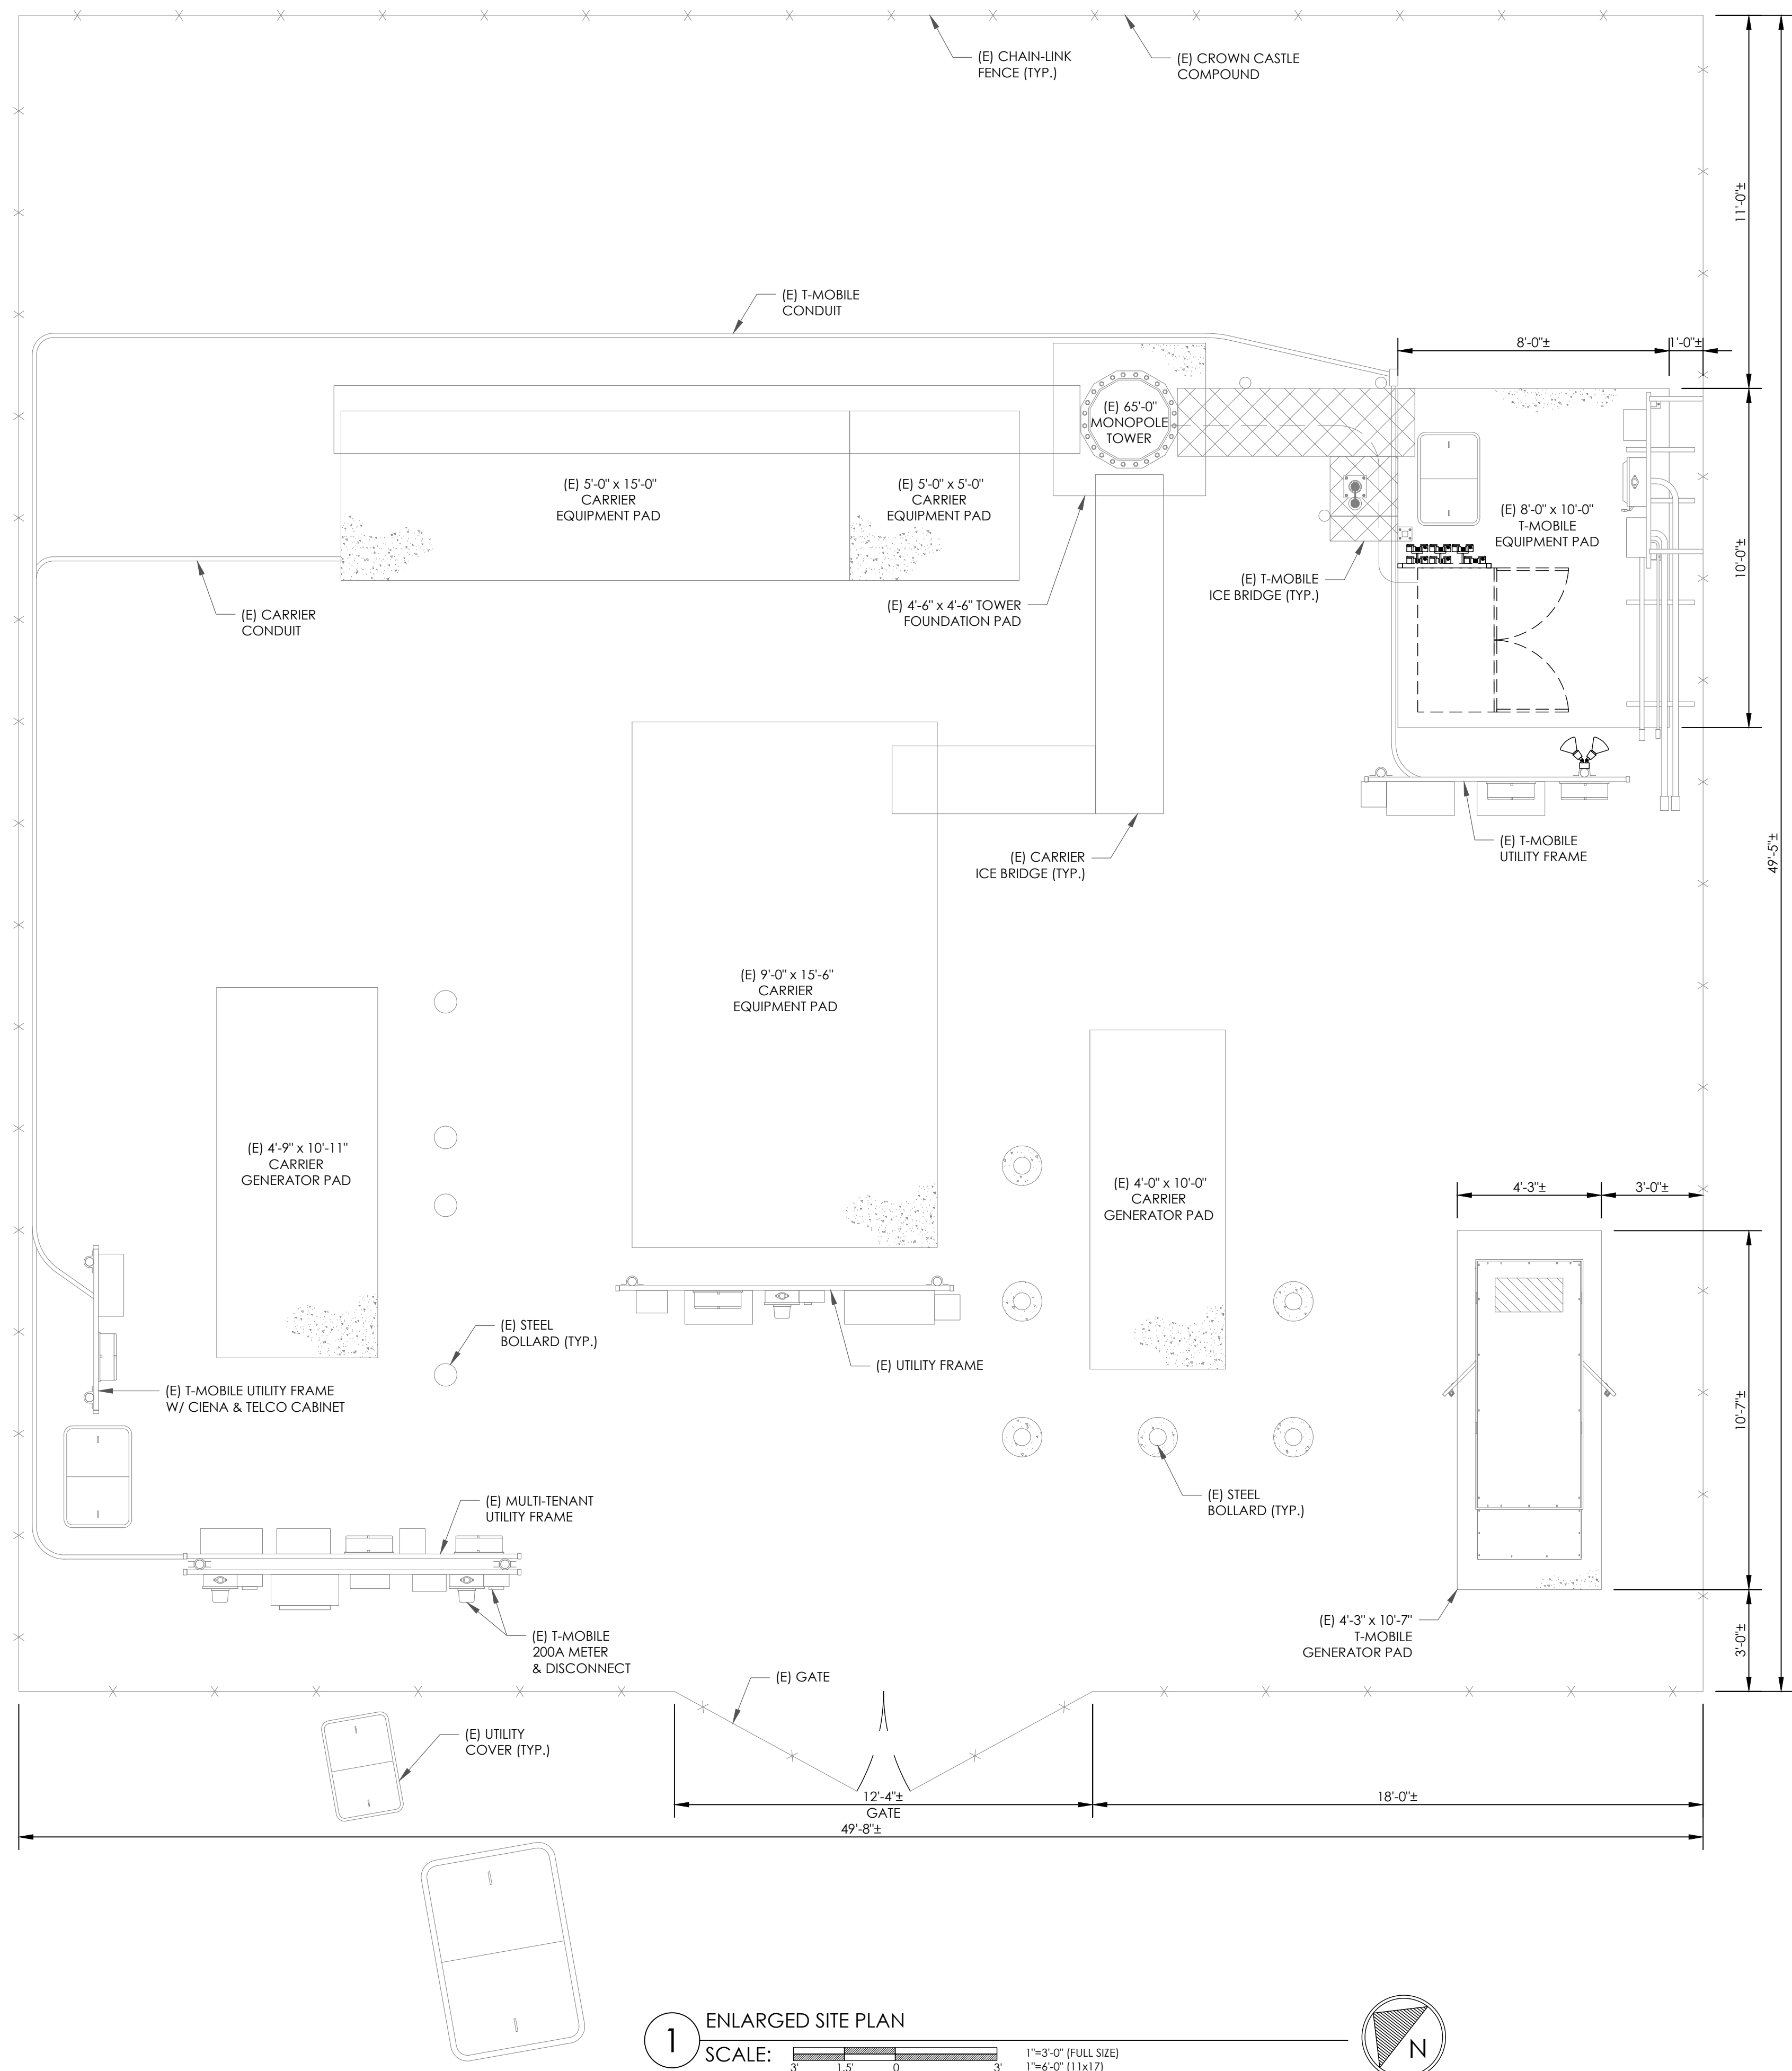 (E) CHAIN-LINK
FENCE (TYP.)
(E) CROWN CASTLE
COMPOUND
11'-0"±
(E) T-MOBILE
CONDUIT
8'-0"±
1'-0"±
(E) 65'-0"
MONOPOLE
TOWER
(E) 5'-0" x 15'-0"
CARRIER
EQUIPMENT PAD
(E) 5'-0" x 5'-0"
CARRIER
EQUIPMENT PAD
(E) 8'-0" x 10'-0"
T-MOBILE
EQUIPMENT PAD
10'-0"±
(E) T-MOBILE
ICE BRIDGE (TYP.)
(E) 4'-6" x 4'-6" TOWER
FOUNDATION PAD
(E) CARRIER
CONDUIT
(E) CARRIER
ICE BRIDGE (TYP.)
(E) T-MOBILE
UTILITY FRAME
49'-5"±
(E) 9'-0" x 15'-6"
CARRIER
EQUIPMENT PAD
(E) 4'-9" x 10'-11"
CARRIER
GENERATOR PAD
(E) 4'-0" x 10'-0"
CARRIER
GENERATOR PAD
4'-3"±
3'-0"±
(E) STEEL
BOLLARD (TYP.)
(E) UTILITY FRAME
(E) T-MOBILE UTILITY FRAME
W/ CIENA & TELCO CABINET
10'-7"±
(E) MULTI-TENANT
UTILITY FRAME
(E) STEEL
BOLLARD (TYP.)
(E) T-MOBILE
200A METER
& DISCONNECT
(E) 4'-3" x 10'-7"
T-MOBILE
GENERATOR PAD
3'-0"±
(E) GATE
(E) UTILITY
COVER (TYP.)
12'-4"±
GATE
18'-0"±
49'-8"±
1
ENLARGED SITE PLAN
SCALE:
3' 1.5' 0 3'
1"=3'-0" (FULL SIZE)
1"=6'-0" (11x17)
N